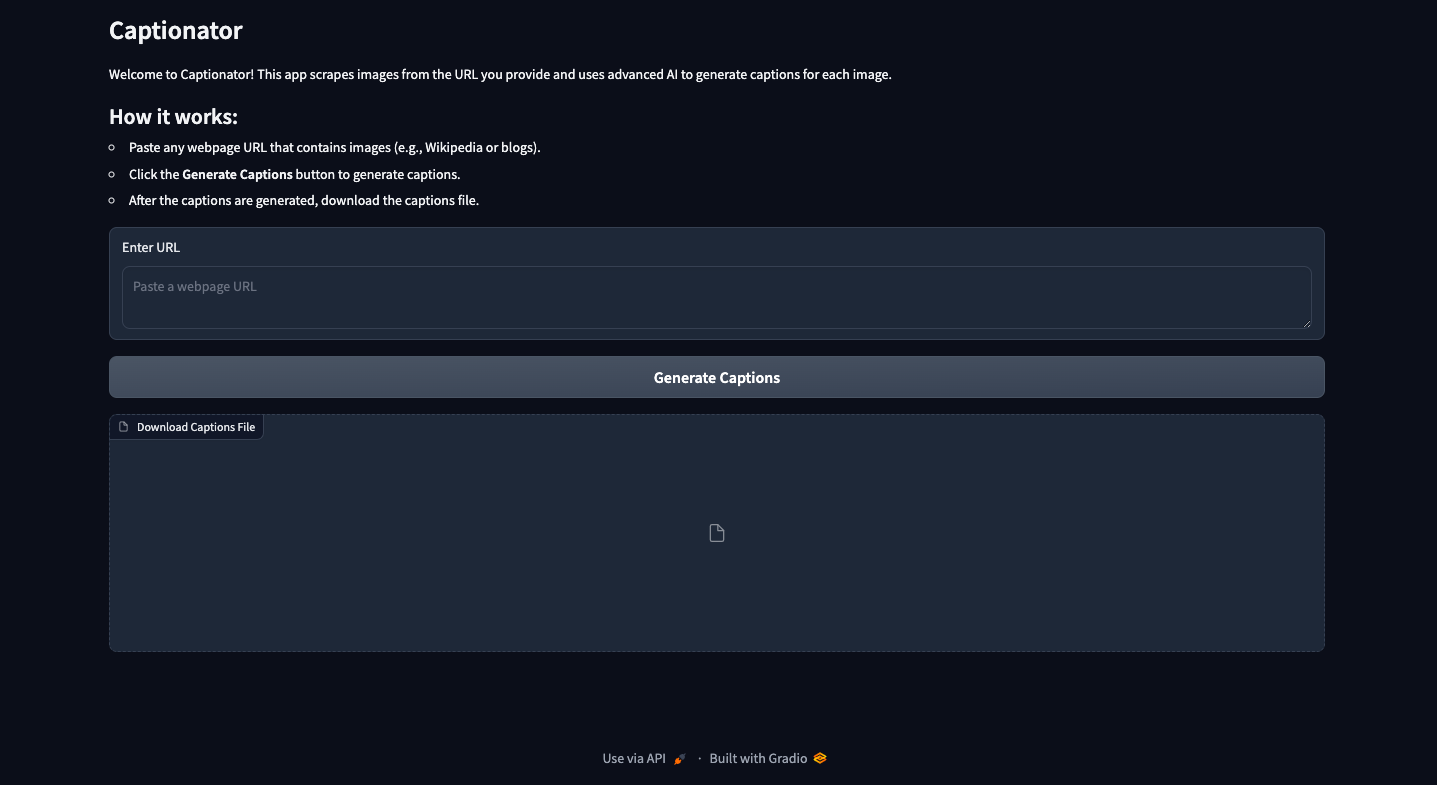 Captionator
Welcome to Captionator! This app scrapes images from the URL you provide and uses advanced AI to generate captions for each image.
How it works:
Paste any webpage URL that contains images (e.g., Wikipedia or blogs).
Click the Generate Captions button to generate captions.
After the captions are generated, download the captions file.
Enter URL
Paste a webpage URL
Generate Captions
Download Captions File
Use via API · Built with Gradio